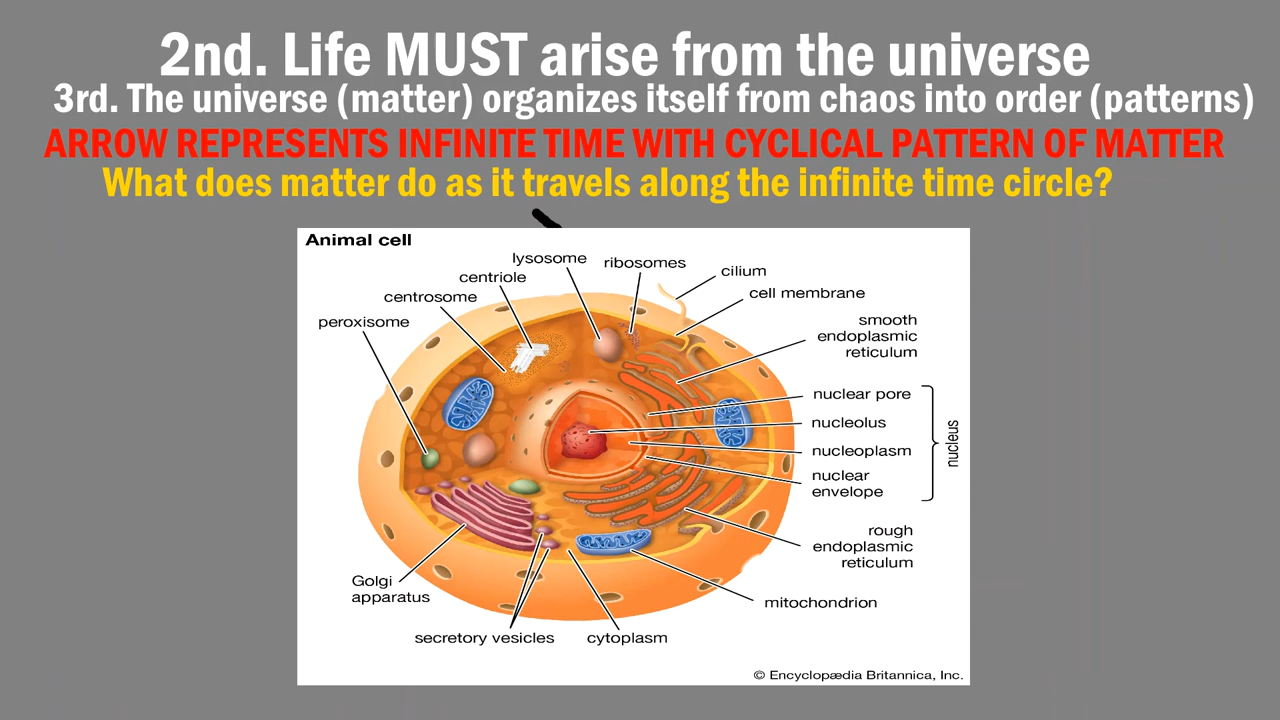 2nd. Life MUST arise from the universe
3rd. The universe (matter) organizes itself from chaos into order (patterns)
ARROW REPRESENTS INFINITE TIME WITH CYCLICAL PATTERN OF MATTER
What does matter do as it travels along the infinite time circle?
Animal cell
lysosome
ribosomes
centriole
cilium
centrosome
cell membrane
peroxisome
smooth
endoplasmic
reticulum
nuclear pore
nucleolus
nucleoplasm
nuclear
envelope
nucleus
rough
endoplasmic
reticulum
Golgi
apparatus
mitochondrion
secretory vesicles
cytoplasm
© Encyclopædia Britannica, Inc.